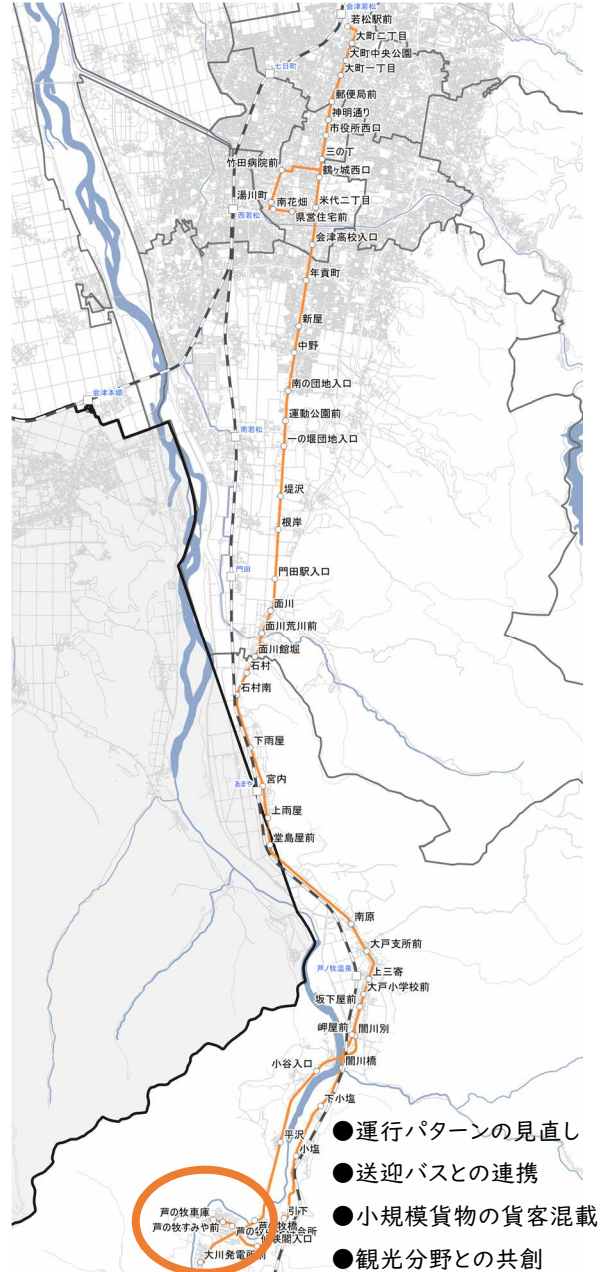 会津若松
若松駅前
大町二丁目
大町中央公園
大町一丁目
七日町
郵便局前
神明通り
市役所西口
三の丁
竹田病院前
鶴ヶ城西口
湯川町
南花畑
米代二丁目
県営住宅前
西若松
会津高校入口
年貢町
新屋
中野
会津本郷
南の団地入口
運動公園前
南若松
一の堰団地入口
堤沢
根岸
門田
門田駅入口
面川
面川荒川前
面川舘堀
石村
石村南
下雨屋
あまや
宮内
上雨屋
堂島屋前
南原
大戸支所前
芦ノ牧温泉
上三寄
大戸小学校前
坂下屋前
岬屋前
闇川別
闇川橋
小谷入口
下小塩
平沢
小塩
●運行パターンの見直し
●送迎バスとの連携
●小規模貨物の貨客混載
●観光分野との共創
芦の牧車庫
芦の牧すみや前
引下
芦の牧橋
大川発電所前